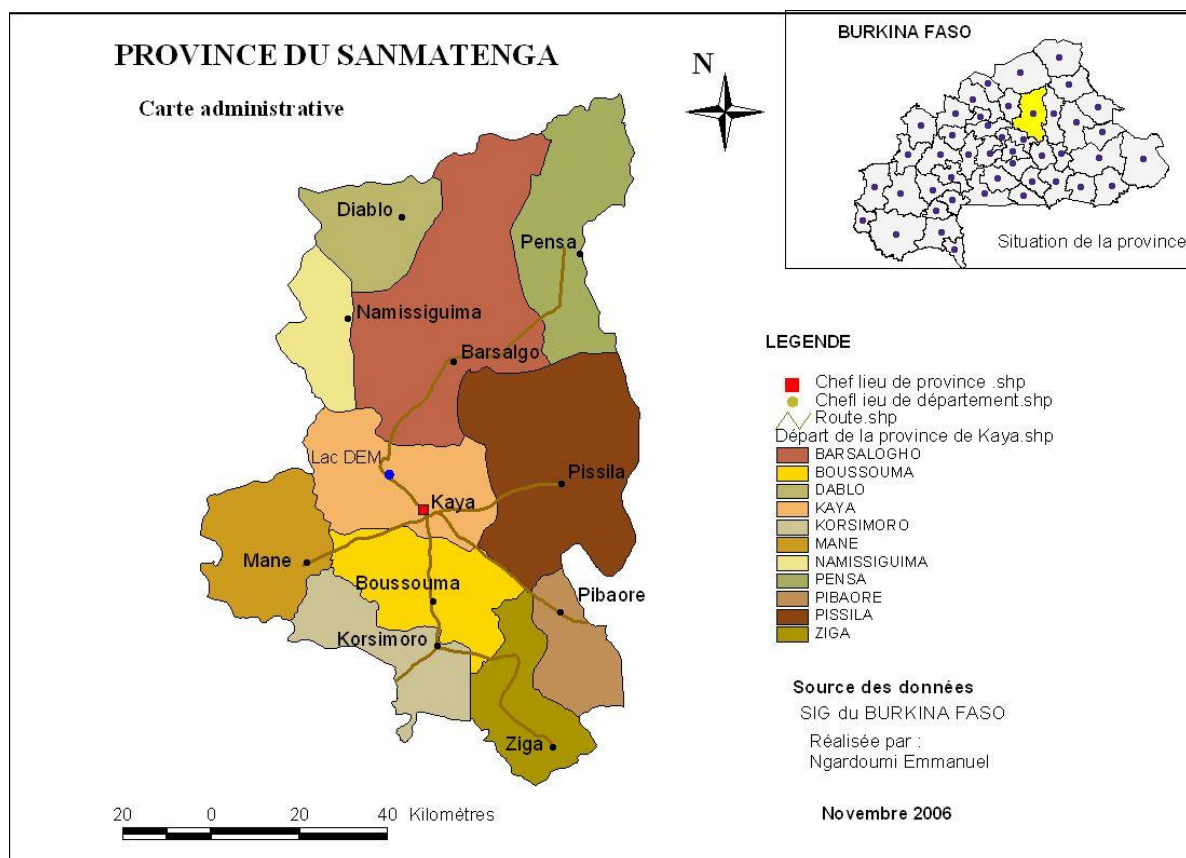 PROVINCE DU SANMATENGA
Carte administrative
N
BURKINA FASO
Situation de la province
Diablo
Pensa
Namissiguima
Barsalgo
Lac DEM
Pissila
Kaya
Mane
Boussouma
Pibaore
Korsimoro
Ziga
LEGENDE
Chef lieu de province .shp
Chefl ieu de département.shp
Route.shp
Départ de la province de Kaya.shp
BARSALOGHO
BOUSSOUMA
DABLO
KAYA
KORSIMORO
MANE
NAMISSIGUIMA
PENSA
PIBAORE
PISSILA
ZIGA
Source des données
SIG du BURKINA FASO
Réalisée par :
Ngardoumi Emmanuel
Novembre 2006
20 0 20 40 Kilomètres